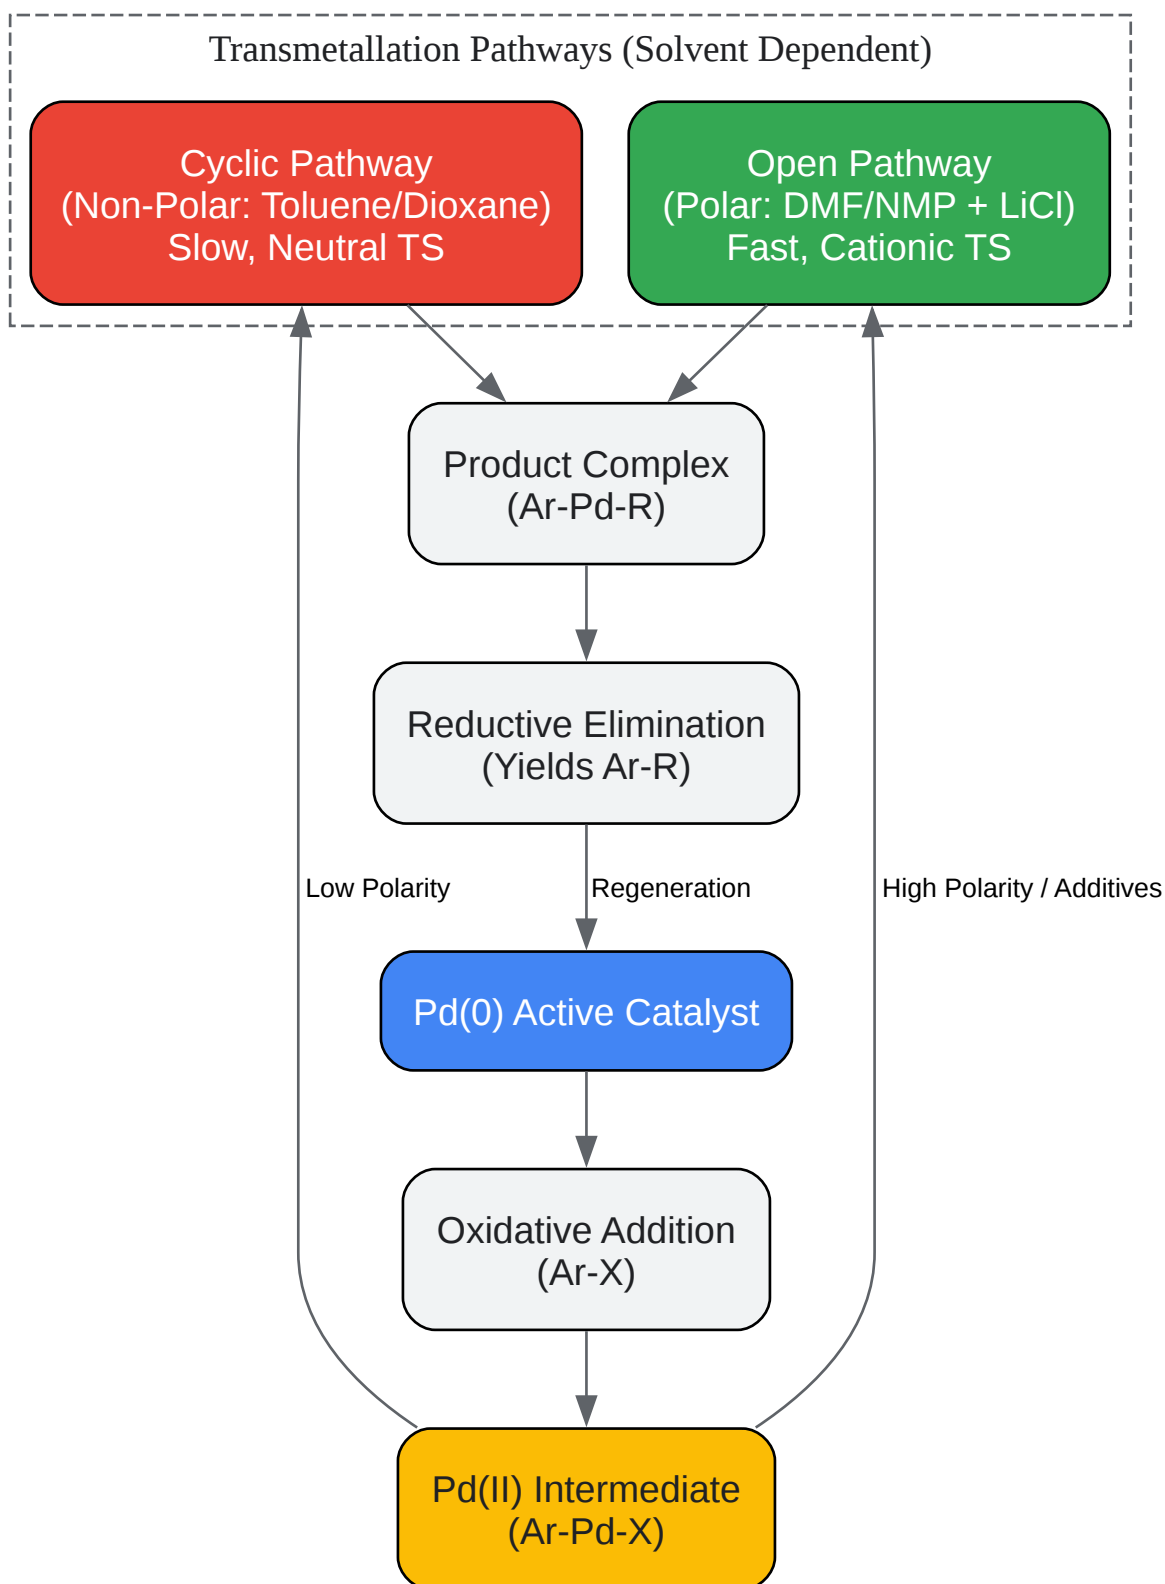 Transmetallation Pathways (Solvent Dependent)
Cyclic Pathway
(Non-Polar: Toluene/Dioxane)
Slow, Neutral TS
Open Pathway
(Polar: DMF/NMP + LiCl)
Fast, Cationic TS
Product Complex
(Ar-Pd-R)
Reductive Elimination
(Yields Ar-R)
Low Polarity
Regeneration
High Polarity / Additives
Pd(0) Active Catalyst
Oxidative Addition
(Ar-X)
Pd(II) Intermediate
(Ar-Pd-X)